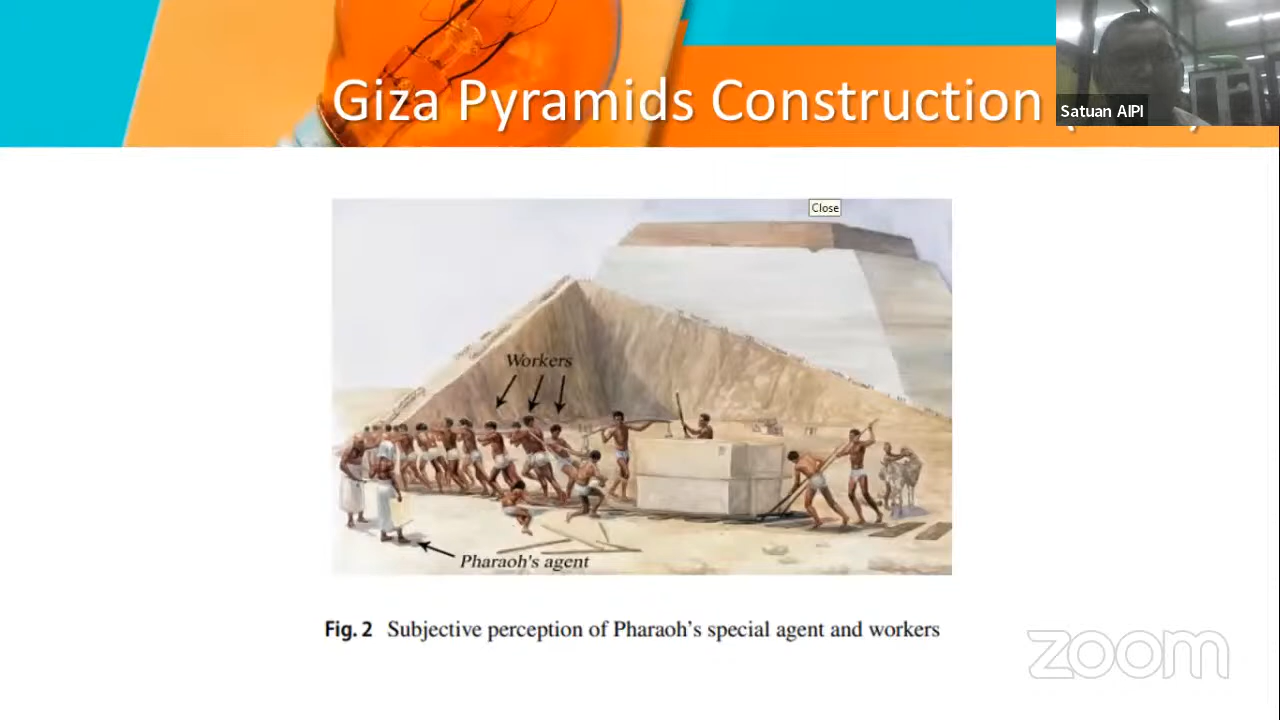 Giza Pyramids Construction
Satuan AIPI
Close
Workers
Pharaoh's agent
Fig. 2 Subjective perception of Pharaoh's special agent and workers
zoom